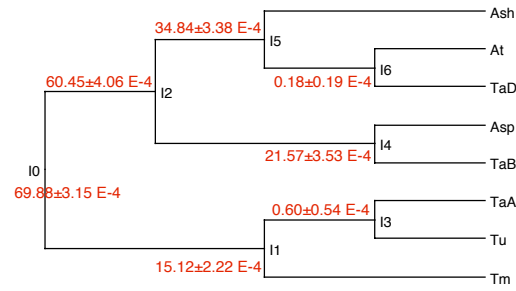 Ash
34.84±3.38 E-4
I5
At
I6
60.45±4.06 E-4
0.18±0.19 E-4
TaD
I2
Asp
I4
21.57±3.53 E-4
TaB
I0
69.88±3.15 E-4
TaA
0.60±0.54 E-4
I3
Tu
I1
15.12±2.22 E-4
Tm